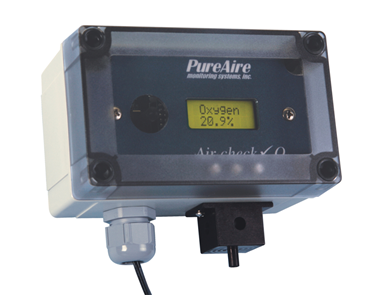 PureAire
monitoring systems, inc.
Oxygen
20.9%
Air check✓ O